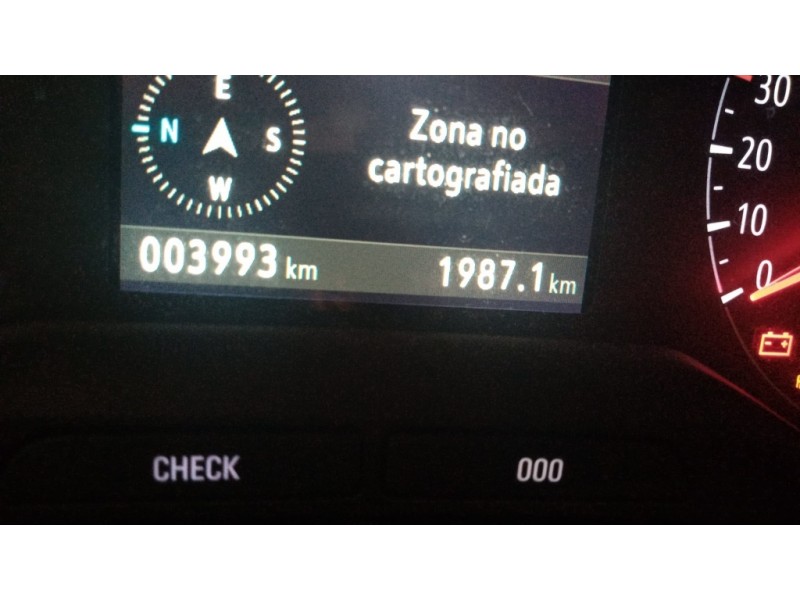 E
N S
W
Zona no
cartografiada
003993 km 1987.1 km
30
20
10
0
CHECK 000